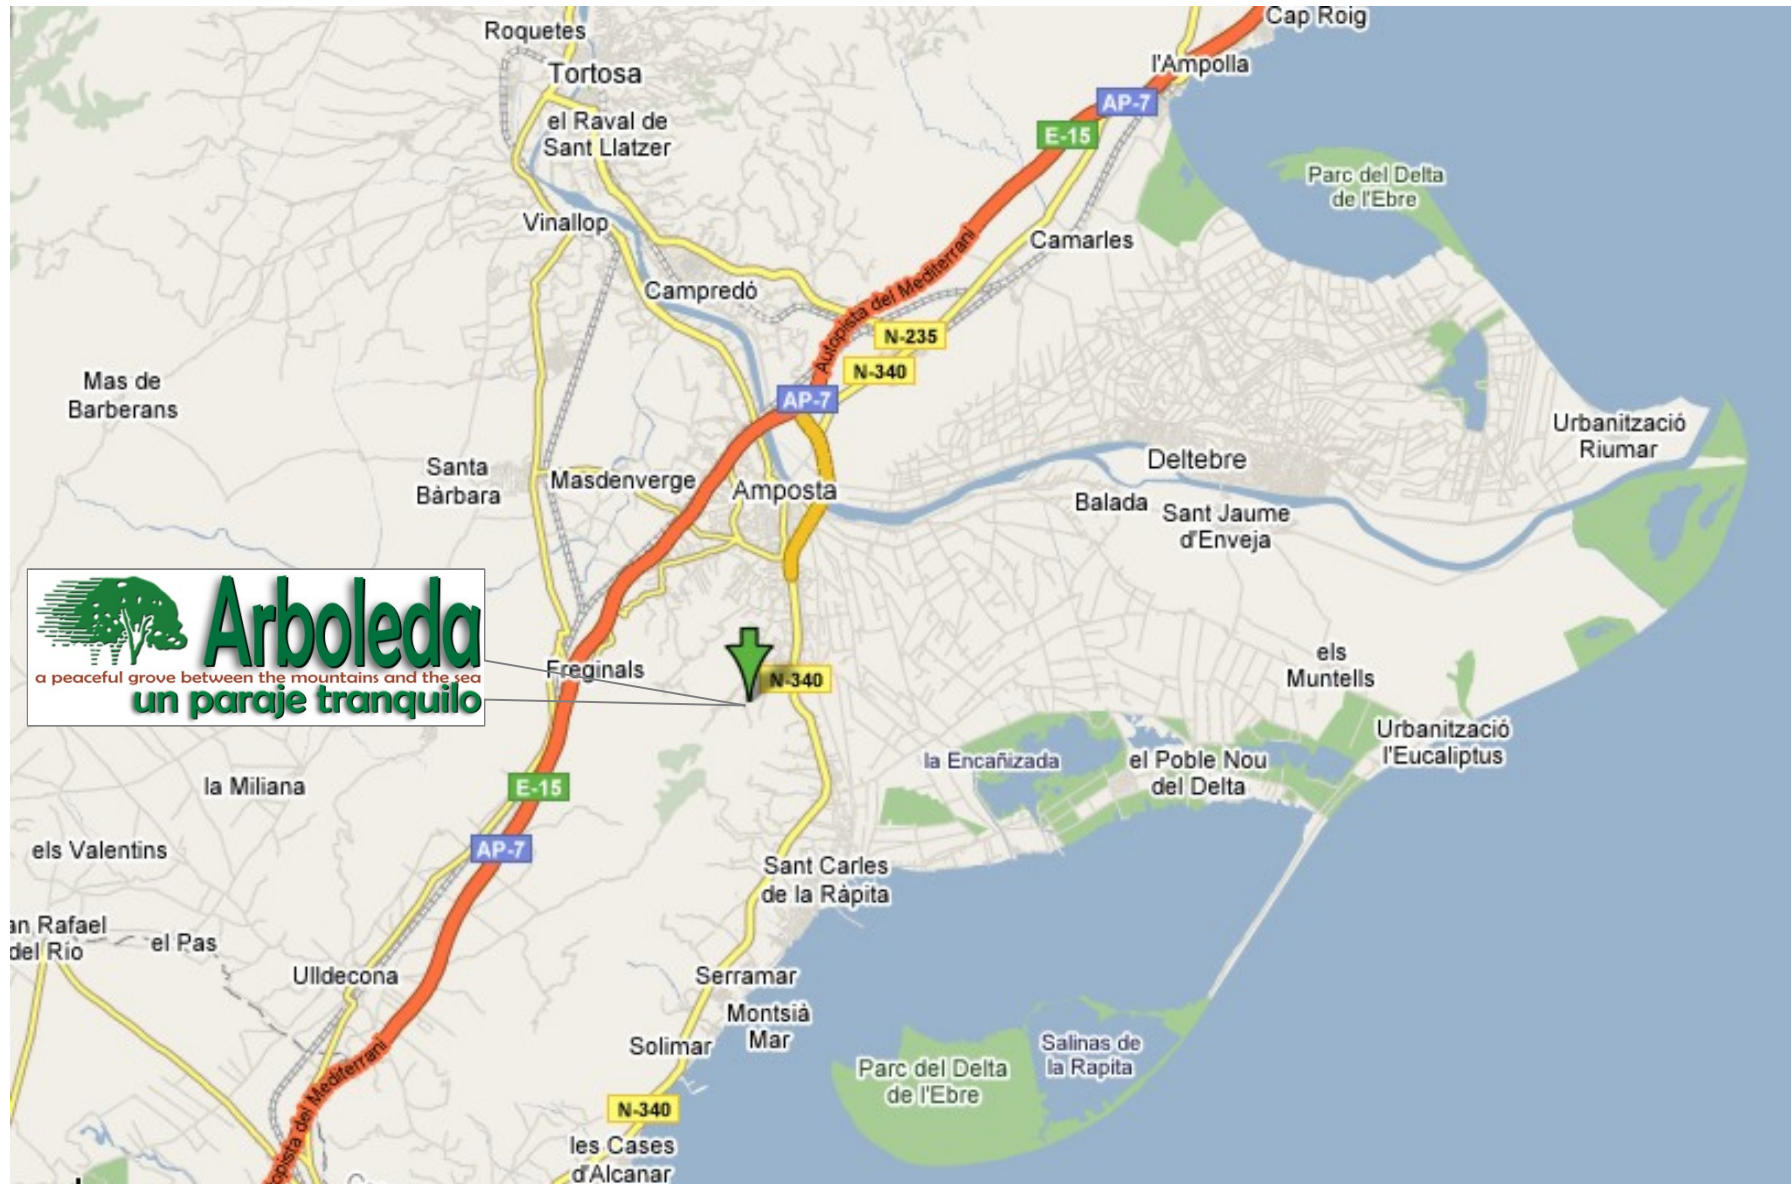 Cap Roig
Roquetes
l'Ampolla
Tortosa
AP-7
el Raval de
Sant Llatzer
E-15
Parc del Delta
de l'Ebre
Vinallop
Camarles
Autopista del Mediterrani
Campredó
N-235
N-340
Mas de
Barberans
AP-7
Urbanització
Riumar
Santa
Bàrbara
Masdenverge
Amposta
Deltebre
Balada
Sant Jaume
d'Enveja
Arboleda
a peaceful grove between the mountains and the sea
un paraje tranquilo
Freginals
N-340
els
Muntells
Urbanització
l'Eucaliptus
la Encañizada
el Poble Nou
del Delta
la Miliana
E-15
AP-7
els Valentins
Sant Carles
de la Ràpita
an Rafael
del Río
el Pas
Ulldecona
Serramar
Montsià
Mar
Solimar
Salinas de
la Rapita
Parc del Delta
de l'Ebre
opista del Mediterrani
N-340
les Cases
d'Alcanar